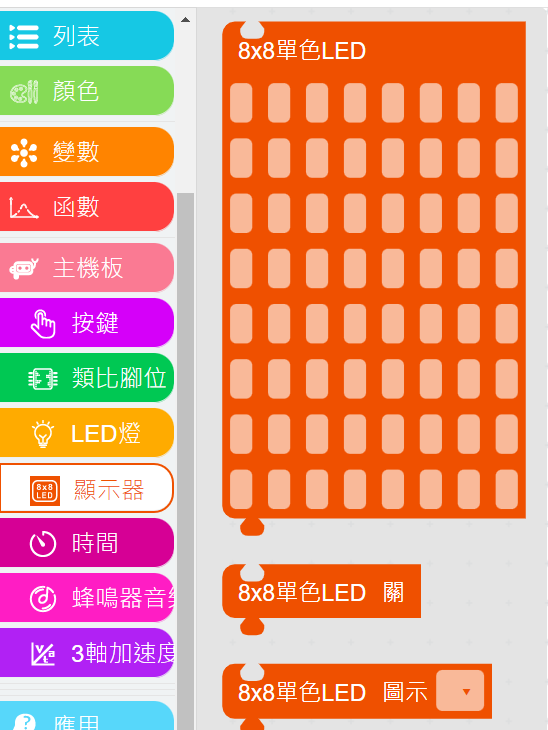 列表
顏色
變數
函數
主機板
按鍵
類比腳位
LED燈
8x8
LED
顯示器
時間
蜂鳴器音
3軸加速度
應用
8x8單色LED
8x8單色LED 關
8x8單色LED 圖示